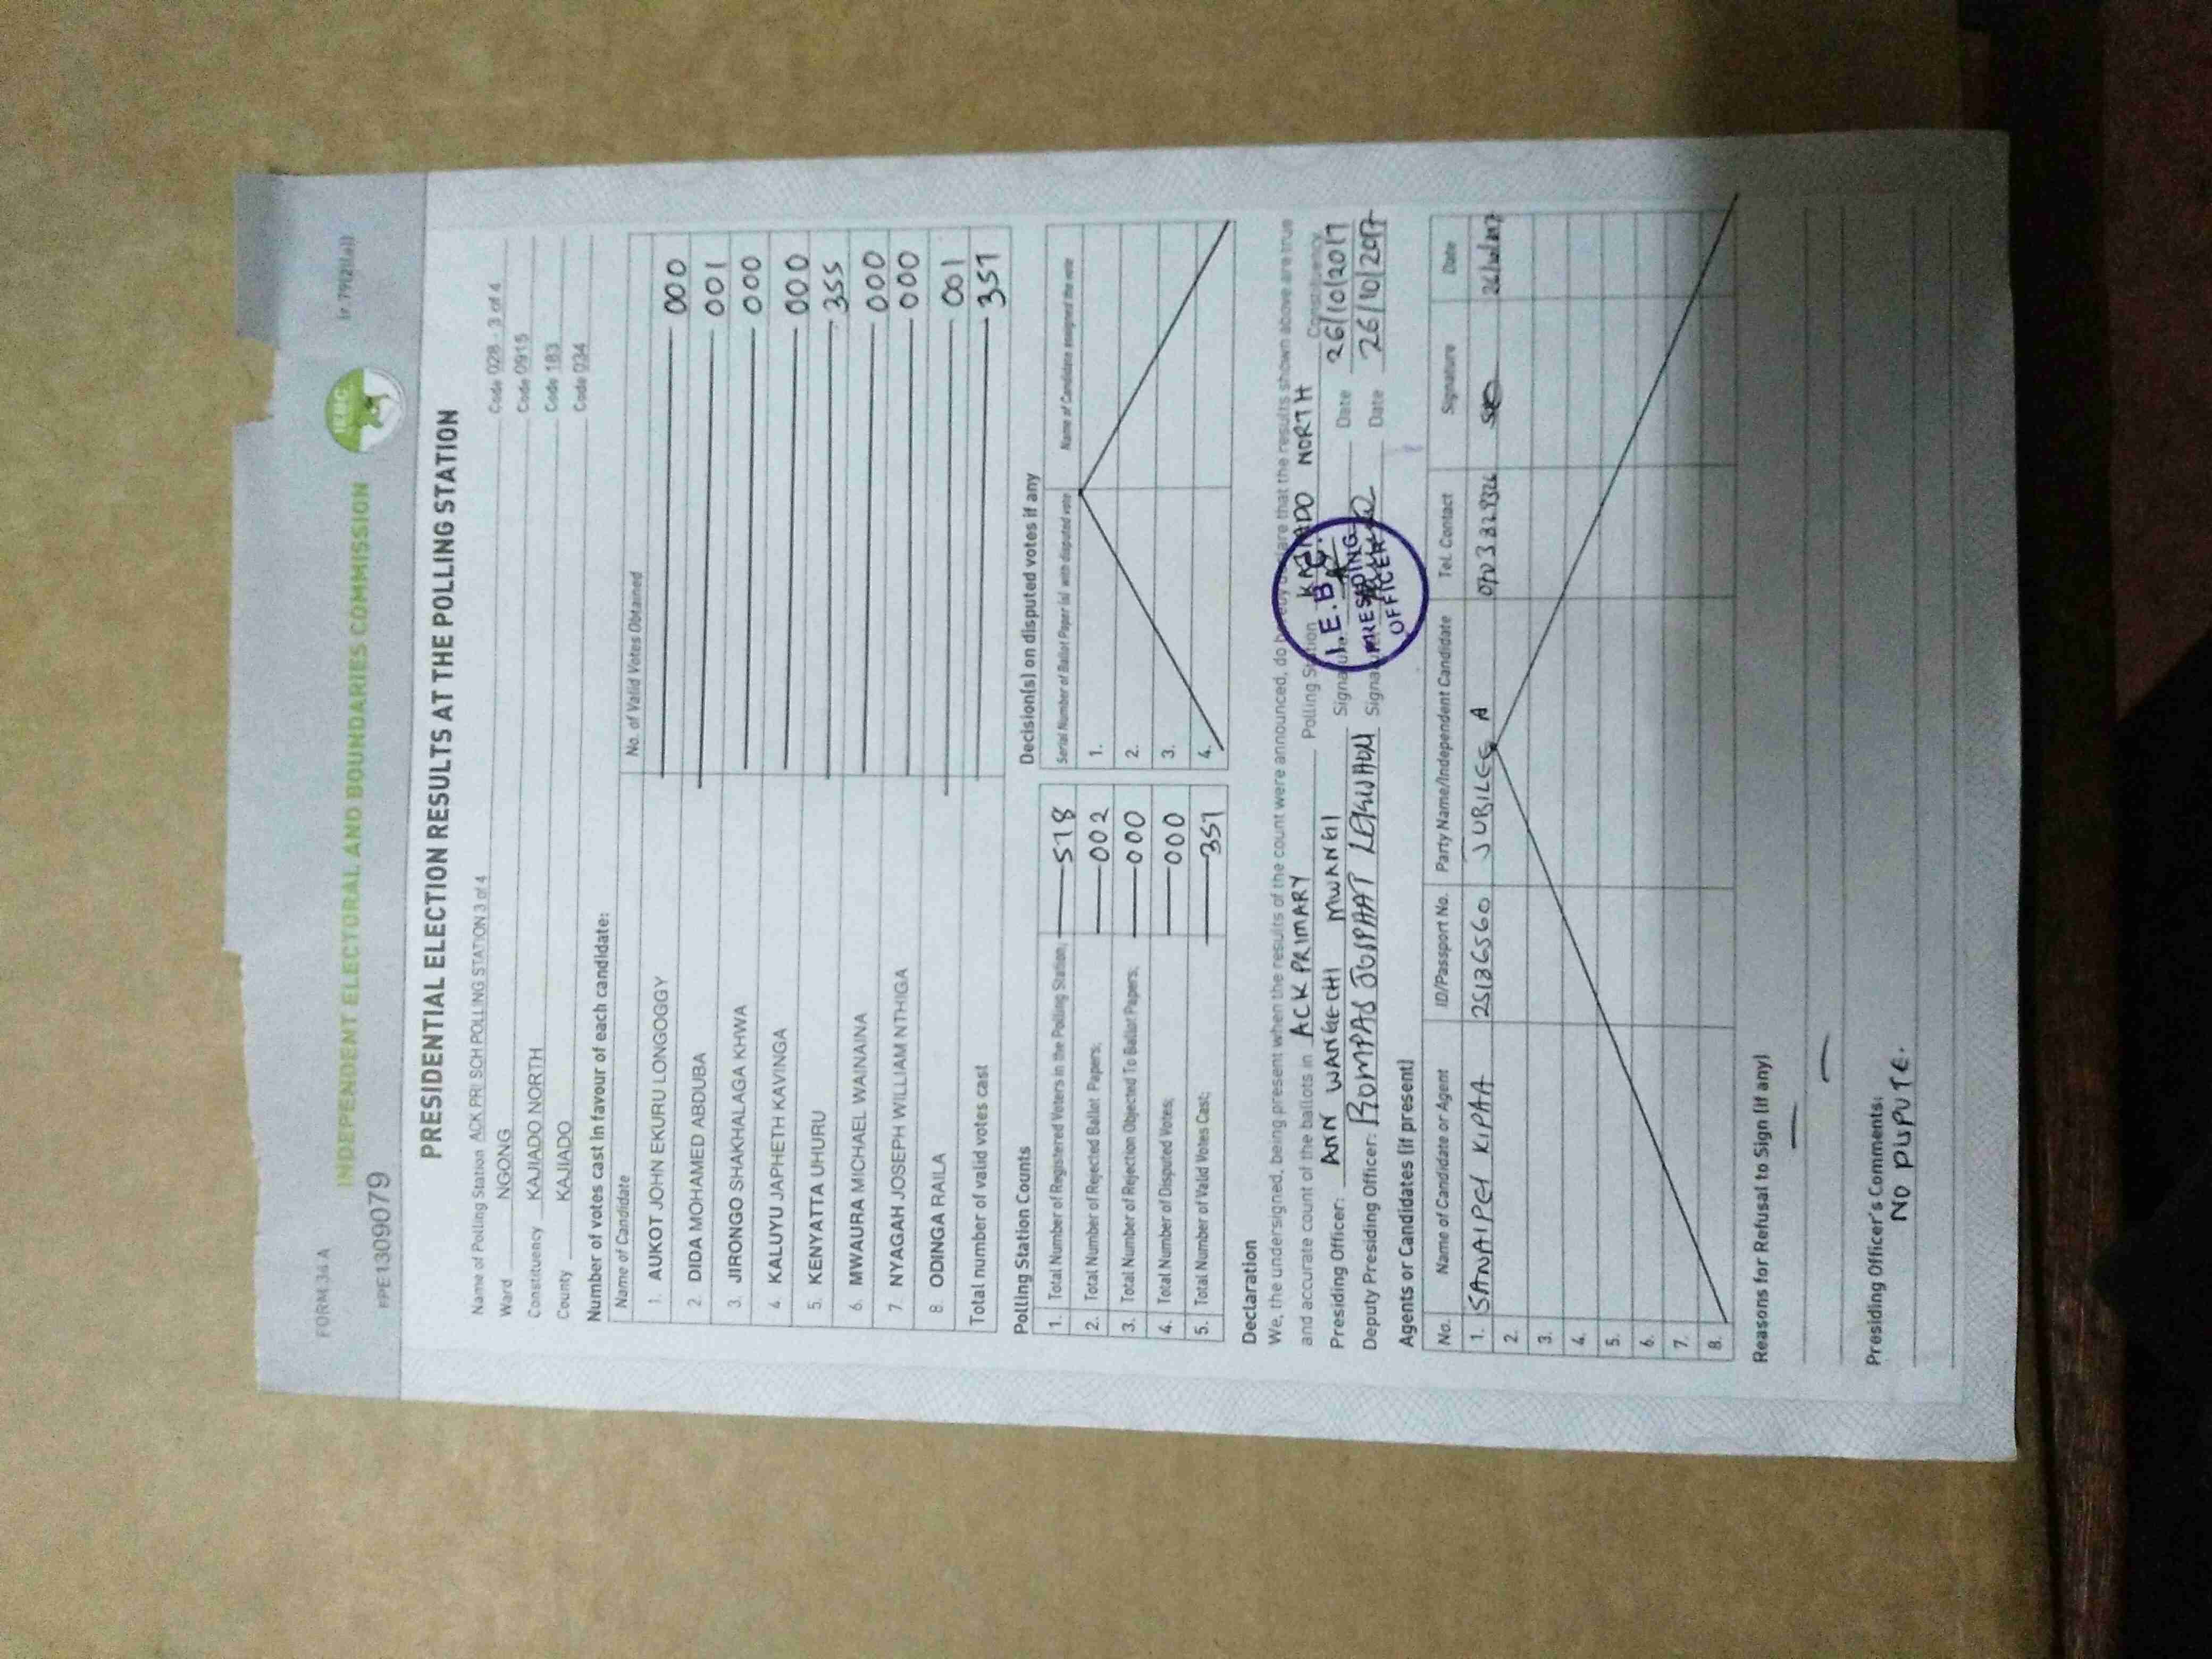 FORM 34 A
INDEPENDENT ELECTORAL AND BOUNDARIES COMMISSION
IEBC
(r 79(2)(a))
PRESIDENTIAL ELECTION RESULTS AT THE POLLING STATION
Name of Polling Station ACK PRI SCH POLLING STATION 3 of 4 Code 028 - 3 of 4
Ward NGONG Code 0915
Constituency KAJIADO NORTH Code 183
County KAJIADO Code 034
Number of votes cast in favour of each candidate:
Name of Candidate No. of Valid Votes Obtained
1. AUKOT JOHN EKURU LONGOGGY 000
2. DIDA MOHAMED ABDUBA 001
3. JIRONGO SHAKHALAGA KHWA 000
4. KALUYU JAPHETH KAVINGA 000
5. KENYATTA UHURU 355
6. MWAURA MICHAEL WAINAINA 000
7. NYAGAH JOSEPH WILLIAM NTHIGA 000
8. ODINGA RAILA 001
Total number of valid votes cast 357
Polling Station Counts
1. Total Number of Registered Voters in the Polling Station; 518
2. Total Number of Rejected Ballot Papers; 002
3. Total Number of Rejection Objected To Ballot Papers; 000
4. Total Number of Disputed Votes; 000
5. Total Number of Valid Votes Cast; 357
Decision(s) on disputed votes if any
Serial Number of Ballot Paper (s) with disputed vote Name of Candidate assigned the vote
1.
2.
3.
4.
Declaration
We, the undersigned, being present when the results of the count were announced, do hereby declare that the results shown above are true
and accurate count of the ballots in ACK PRIMARY Polling Station KAJIADO NORTH Constituency
Presiding Officer: ANN WANGECHI MWANGI Signature Date 26/10/2017
Deputy Presiding Officer: Signature Date 26/10/2017
I.E.B.C.
PRESIDING
OFFICER
Agents or Candidates (if present)
No. Name of Candidate or Agent ID/Passport No. Party Name/Independent Candidate Tel. Contact Signature Date
1. SANAIPEI KIPAA 25136560 JUBILEE A 26/10/2017
2.
3.
4.
5.
6.
7.
8.
Reasons for Refusal to Sign (if any)
Presiding Officer's Comments:
NO DISPUTE.